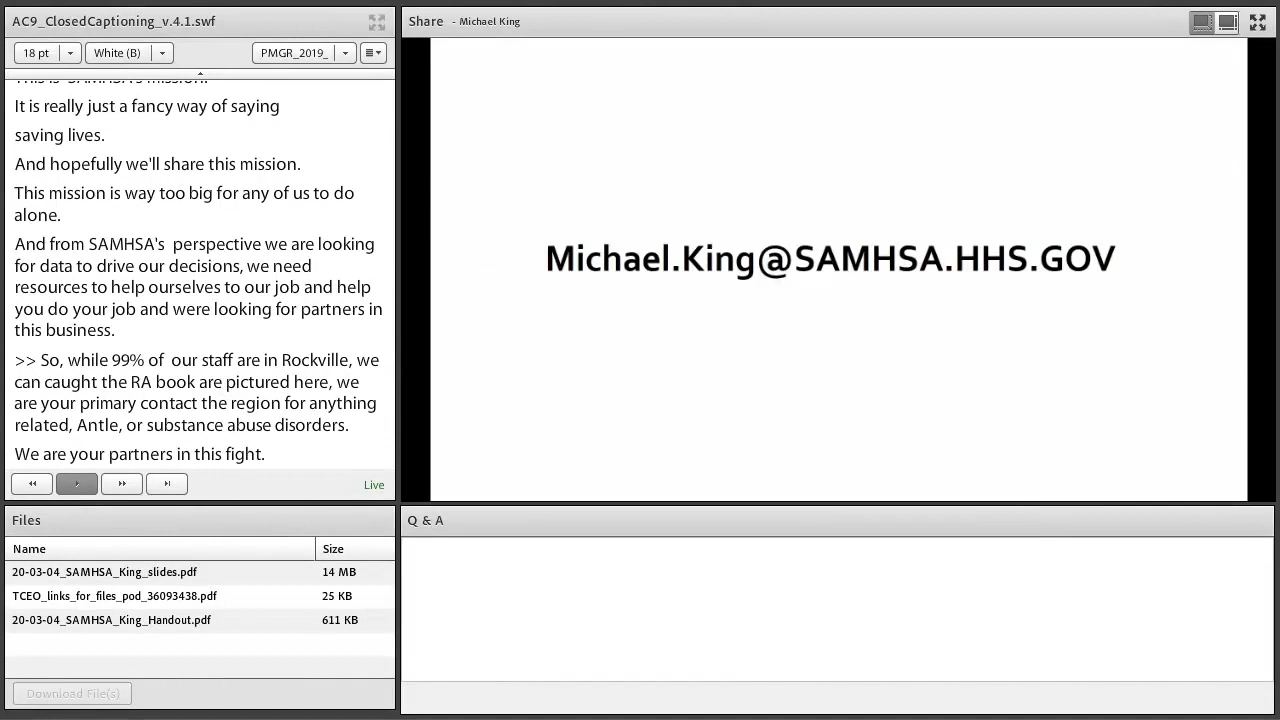 AC9_ClosedCaptioning_v.4.1.swf
18 pt
White (B)
PMGR_2019_
This is SAMHSA's mission.
It is really just a fancy way of saying
saving lives.
And hopefully we'll share this mission.
This mission is way too big for any of us to do
alone.
And from SAMHSA's perspective we are looking
for data to drive our decisions, we need
resources to help ourselves to our job and help
you do your job and were looking for partners in
this business.
>> So, while 99% of our staff are in Rockville, we
can caught the RA book are pictured here, we
are your primary contact the region for anything
related, Antle, or substance abuse disorders.
We are your partners in this fight.
Live
Share - Michael King
Michael.King@SAMHSA.HHS.GOV
Files
Name Size
20-03-04_SAMHSA_King_slides.pdf 14 MB
TCEO_links_for_files_pod_36093438.pdf 25 KB
20-03-04_SAMHSA_King_Handout.pdf 611 KB
Download File(s)
Q & A